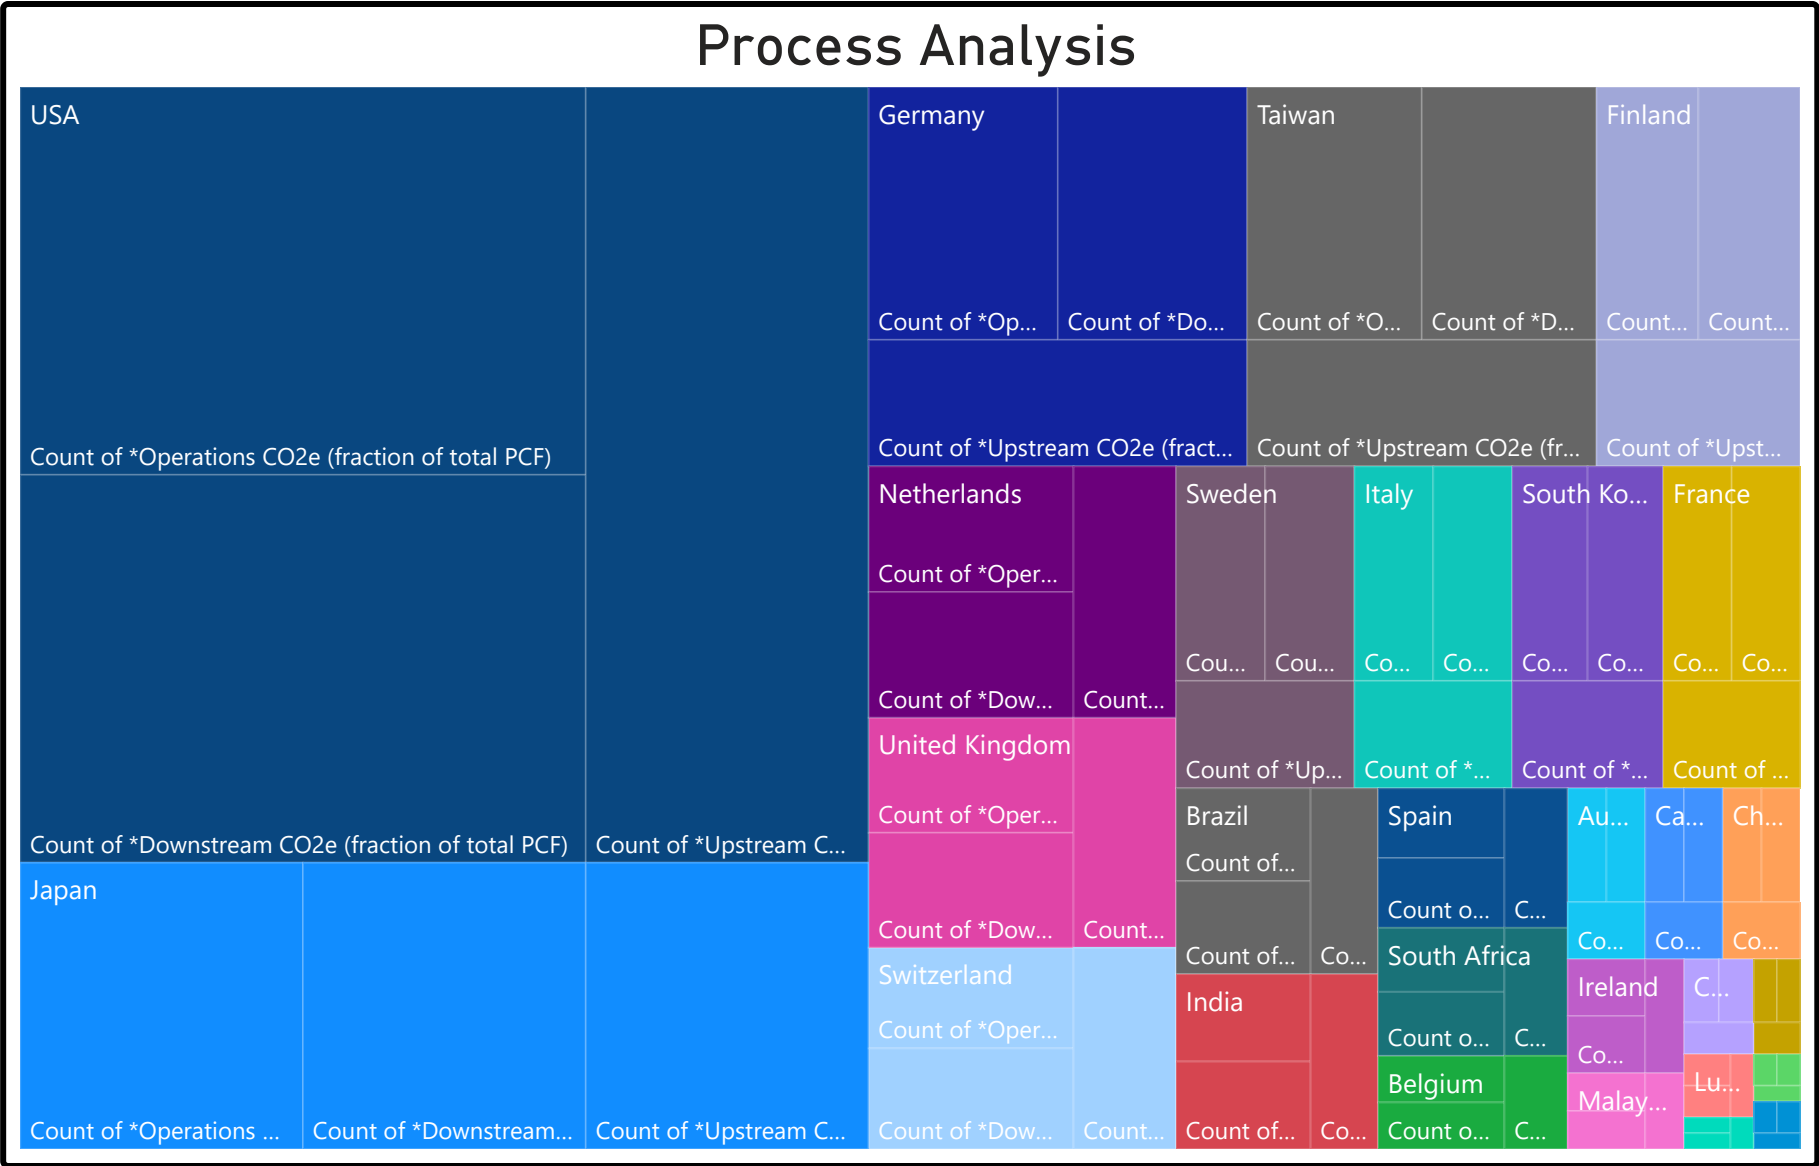 Process Analysis
USA
Count of *Operations CO2e (fraction of total PCF)
Count of *Downstream CO2e (fraction of total PCF)
Count of *Upstream C...
Japan
Count of *Operations ...
Count of *Downstream...
Count of *Upstream C...
Germany
Count of *Op...
Count of *Do...
Count of *Upstream CO2e (fract...
Taiwan
Count of *O...
Count of *D...
Count of *Upstream CO2e (fr...
Finland
Count...
Count...
Count of *Upst...
Netherlands
Count of *Oper...
Count of *Dow...
Count...
United Kingdom
Count of *Oper...
Count of *Dow...
Count...
Switzerland
Count of *Oper...
Count of *Dow...
Count...
Sweden
Cou...
Cou...
Count of *Up...
Italy
Co...
Co...
Count of *...
South Ko...
Co...
Co...
Count of *...
France
Co...
Co...
Count of ...
Brazil
Count of...
Count of...
Co...
India
Count of...
Co...
Spain
Count o...
C...
South Africa
Count o...
C...
Belgium
Count o...
C...
Au...
Co...
Ca...
Co...
Ch...
Co...
Ireland
Co...
Malay...
C...
Lu...